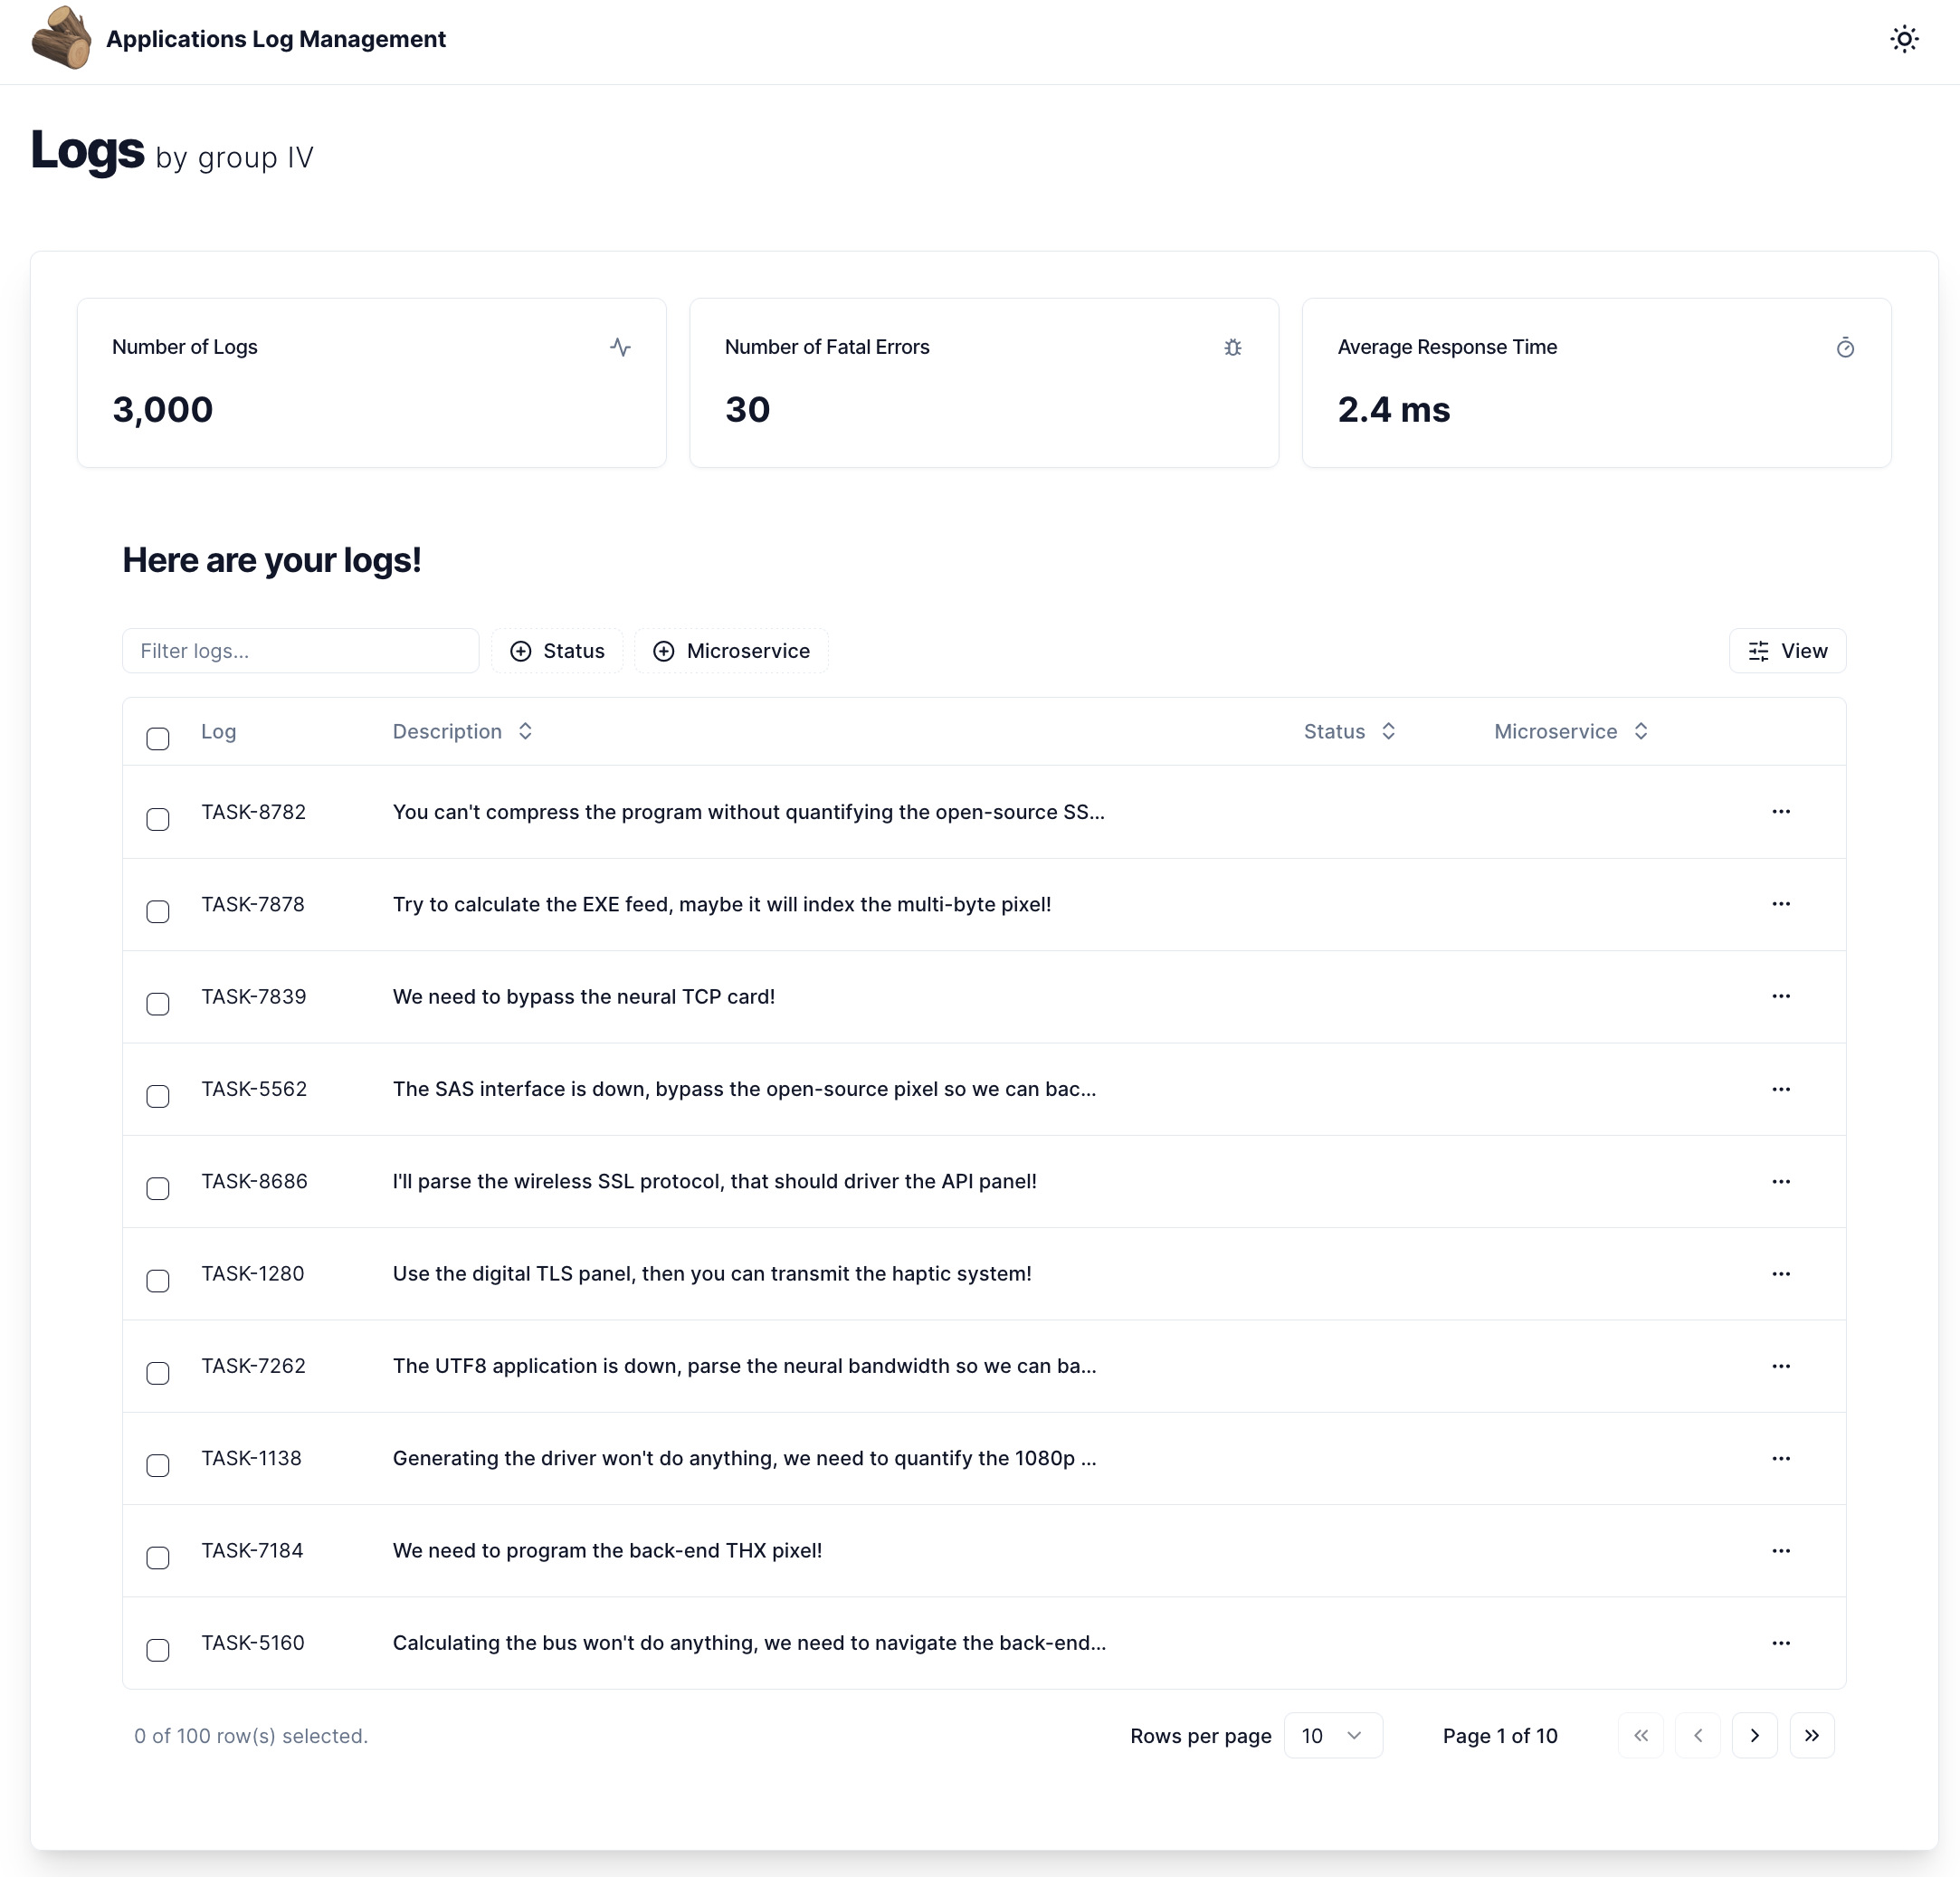 Applications Log Management
Logs by group IV
Number of Logs
3,000
Number of Fatal Errors
30
Average Response Time
2.4 ms
Here are your logs!
Filter logs... Status Microservice View
Log Description Status Microservice
TASK-8782 You can't compress the program without quantifying the open-source SS...
TASK-7878 Try to calculate the EXE feed, maybe it will index the multi-byte pixel!
TASK-7839 We need to bypass the neural TCP card!
TASK-5562 The SAS interface is down, bypass the open-source pixel so we can bac...
TASK-8686 I'll parse the wireless SSL protocol, that should driver the API panel!
TASK-1280 Use the digital TLS panel, then you can transmit the haptic system!
TASK-7262 The UTF8 application is down, parse the neural bandwidth so we can ba...
TASK-1138 Generating the driver won't do anything, we need to quantify the 1080p ...
TASK-7184 We need to program the back-end THX pixel!
TASK-5160 Calculating the bus won't do anything, we need to navigate the back-end...
0 of 100 row(s) selected. Rows per page 10 Page 1 of 10